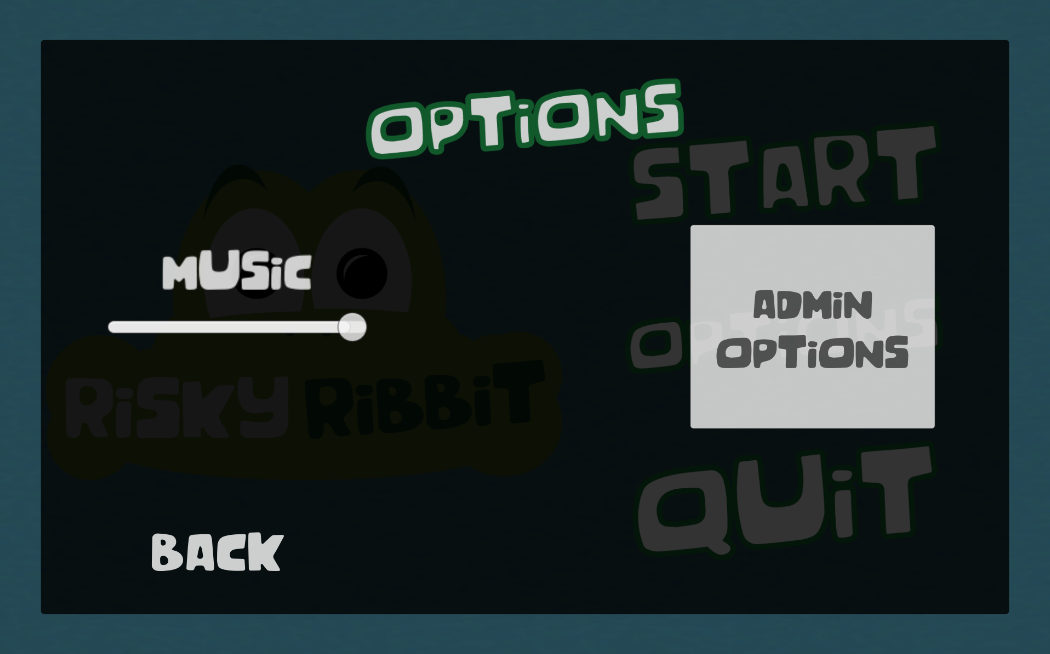 OPTiONS
START
MUSiC
ADMiN
OPTiONS
OPTiONS
RiSKY RiBBiT
QUiT
BACK